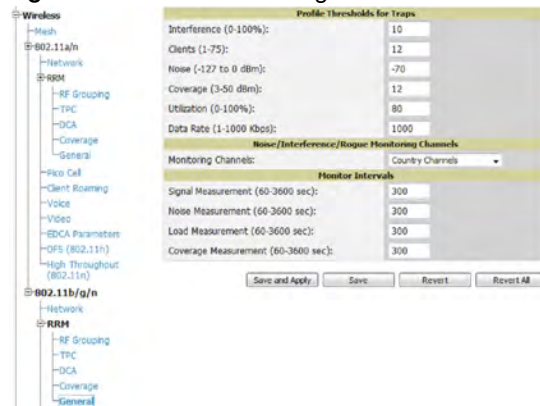 Wireless
Mesh
802.11a/n
Network
RRM
RF Grouping
TPC
DCA
Coverage
General
Pico Cell
Client Roaming
Voice
Video
EDCA Parameters
DFS (802.11h)
High Throughput
(802.11n)
802.11b/g/n
Network
RRM
RF Grouping
TPC
DCA
Coverage
General
Profile Thresholds for Traps
Interference (0-100%): 10
Clients (1-75): 12
Noise (-127 to 0 dBm): -70
Coverage (3-50 dBm): 12
Utilization (0-100%): 80
Data Rate (1-1000 Kbps): 1000
Noise/Interference/Rogue Monitoring Channels
Monitoring Channels: Country Channels
Monitor Intervals
Signal Measurement (60-3600 sec): 300
Noise Measurement (60-3600 sec): 300
Load Measurement (60-3600 sec): 300
Coverage Measurement (60-3600 sec): 300
Save and Apply Save Revert Revert All